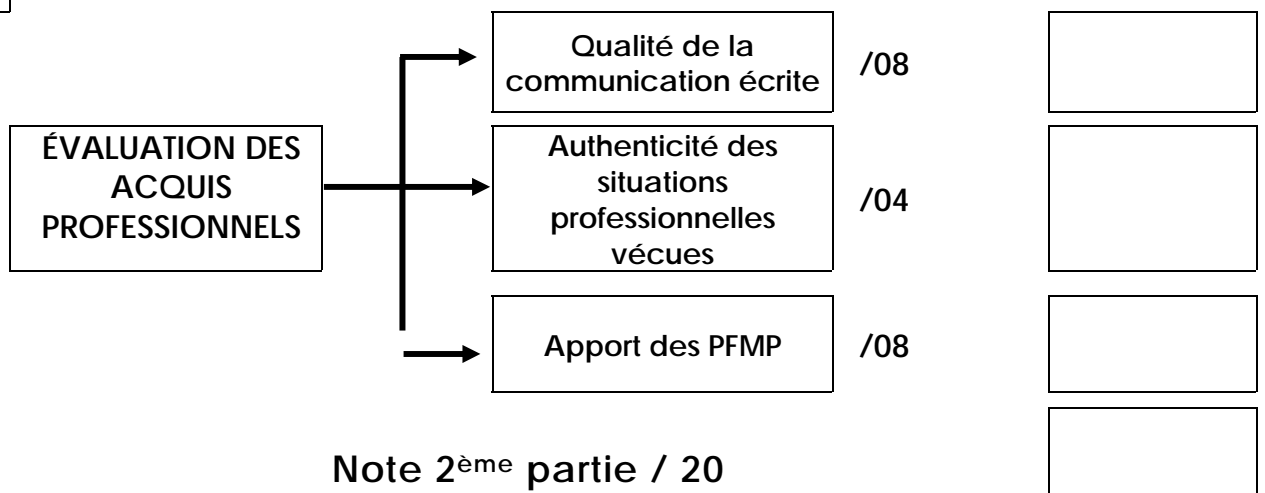 Qualité de la
communication écrite
/08
ÉVALUATION DES
ACQUIS
PROFESSIONNELS
Authenticité des
situations
professionnelles
vécues
/04
Apport des PFMP
/08
Note 2ème partie / 20